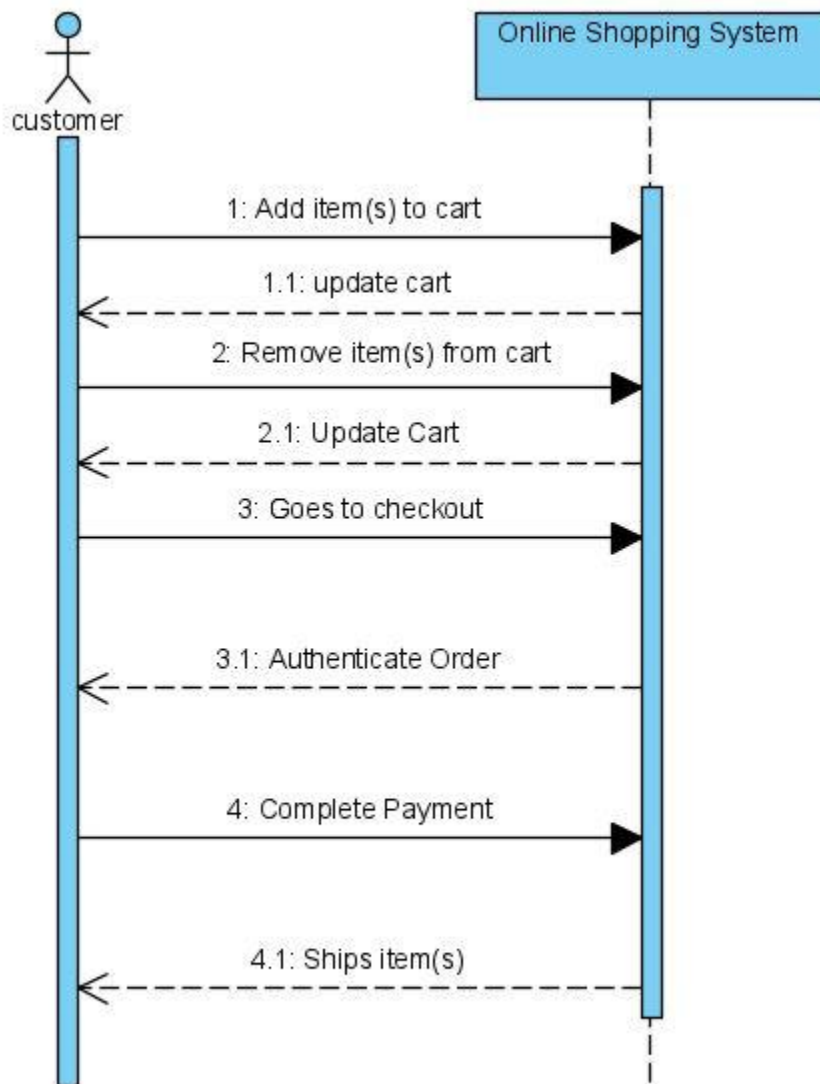 Online Shopping System
customer
1: Add item(s) to cart
1.1: update cart
2: Remove item(s) from cart
2.1: Update Cart
3: Goes to checkout
3.1: Authenticate Order
4: Complete Payment
4.1: Ships item(s)